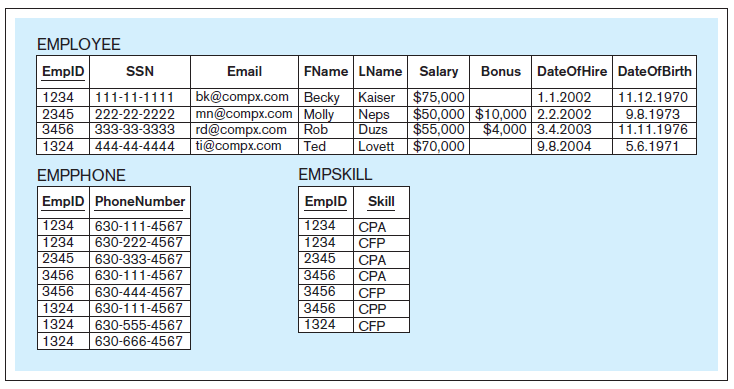 EMPLOYEE
EmpID SSN Email FName LName Salary Bonus DateOfHire DateOfBirth
1234 111-11-1111 bk@compx.com Becky Kaiser $75,000 1.1.2002 11.12.1970
2345 222-22-2222 mn@compx.com Molly Neps $50,000 $10,000 2.2.2002 9.8.1973
3456 333-33-3333 rd@compx.com Rob Duzs $55,000 $4,000 3.4.2003 11.11.1976
1324 444-44-4444 ti@compx.com Ted Lovett $70,000 9.8.2004 5.6.1971
EMPPHONE
EmpID PhoneNumber
1234 630-111-4567
1234 630-222-4567
2345 630-333-4567
3456 630-111-4567
3456 630-444-4567
1324 630-111-4567
1324 630-555-4567
1324 630-666-4567
EMPSKILL
EmpID Skill
1234 CPA
1234 CFP
2345 CPA
3456 CPA
3456 CFP
3456 CPP
1324 CFP